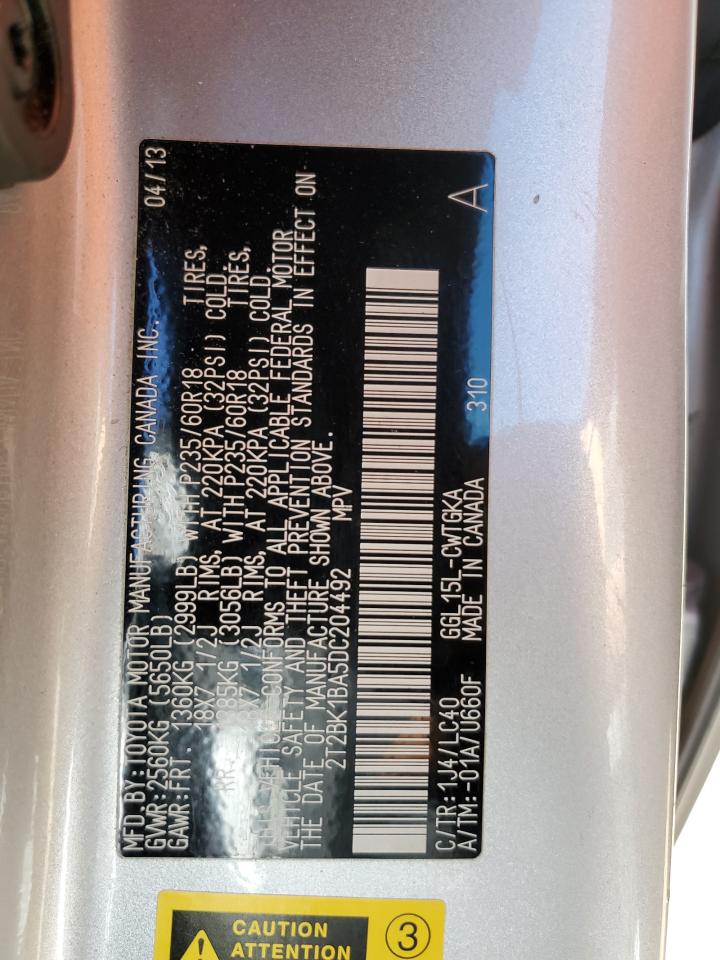 MFD. BY: TOYOTA MOTOR MANUFACTURING CANADA INC. 04/13
GVWR: 2560KG (5650LB)
GAWR: FRT. 1360KG (2999LB) WITH P235/60R18 TIRES,
18X7 1/2J RIMS, AT 220KPA (32PSI) COLD.
RR. 1385KG (3056LB) WITH P235/60R18 TIRES,
18X7 1/2J RIMS, AT 220KPA (32PSI) COLD.
THIS VEHICLE CONFORMS TO ALL APPLICABLE FEDERAL MOTOR
VEHICLE SAFETY AND THEFT PREVENTION STANDARDS IN EFFECT ON
THE DATE OF MANUFACTURE SHOWN ABOVE.
2T2BK1BA5DC204492 MPV
C/TR: 1J4/LC40 GGL15L-CWTGKA A
A/TM: -01A/U660F MADE IN CANADA 310
CAUTION
ATTENTION
3